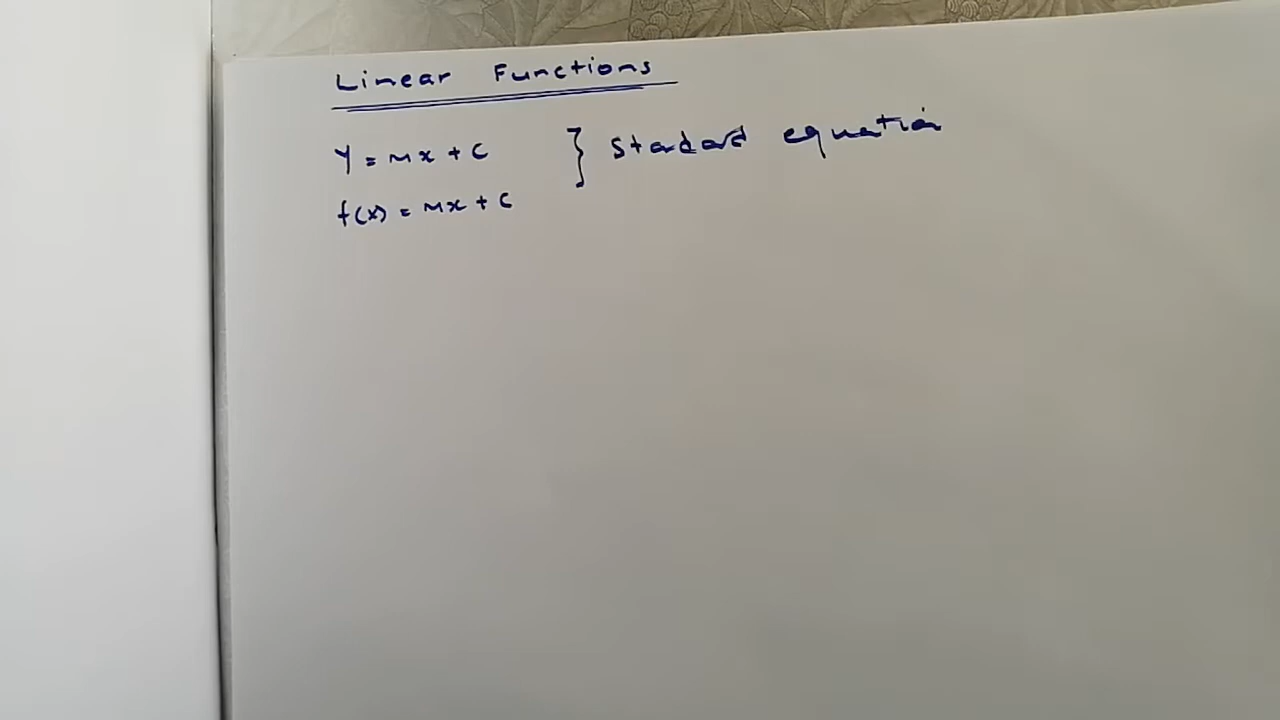 Linear Functions
y = mx + c } Standard equation
f(x) = mx + c